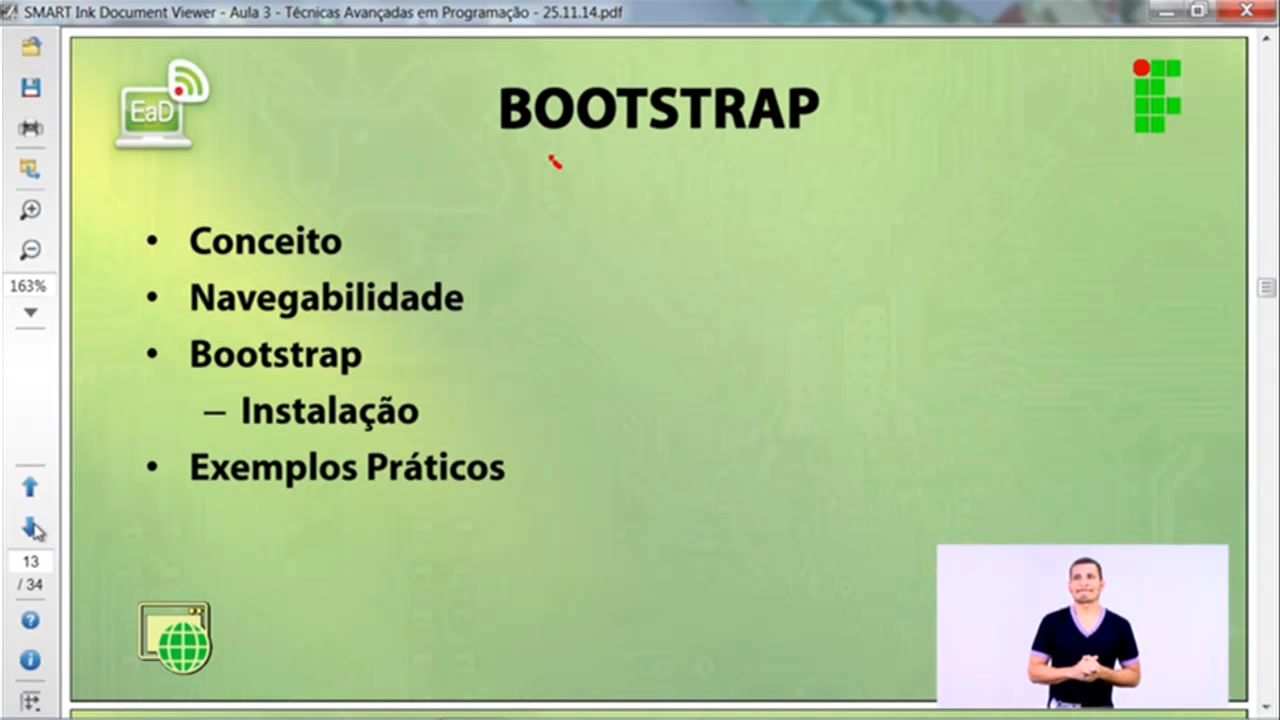 SMART Ink Document Viewer - Aula 3 - Técnicas Avançadas em Programação - 25.11.14.pdf
EaD
BOOTSTRAP
• Conceito
• Navegabilidade
• Bootstrap
– Instalação
• Exemplos Práticos
163%
13
/ 34